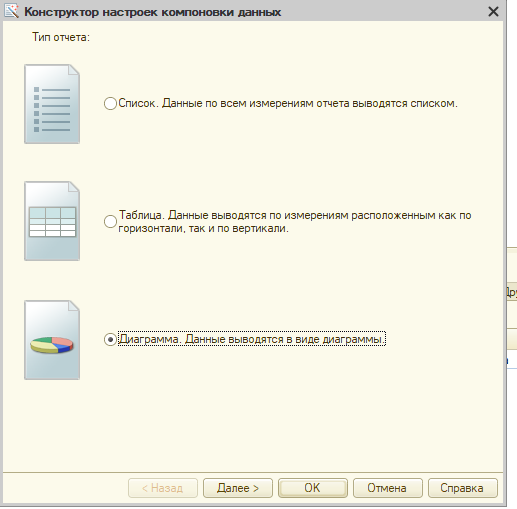 Конструктор настроек компоновки данных
Тип отчета:
Список. Данные по всем измерениям отчета выводятся списком.
Таблица. Данные выводятся по измерениям расположенным как по
горизонтали, так и по вертикали.
Диаграмма. Данные выводятся в виде диаграммы.
< Назад
Далее >
OK
Отмена
Справка